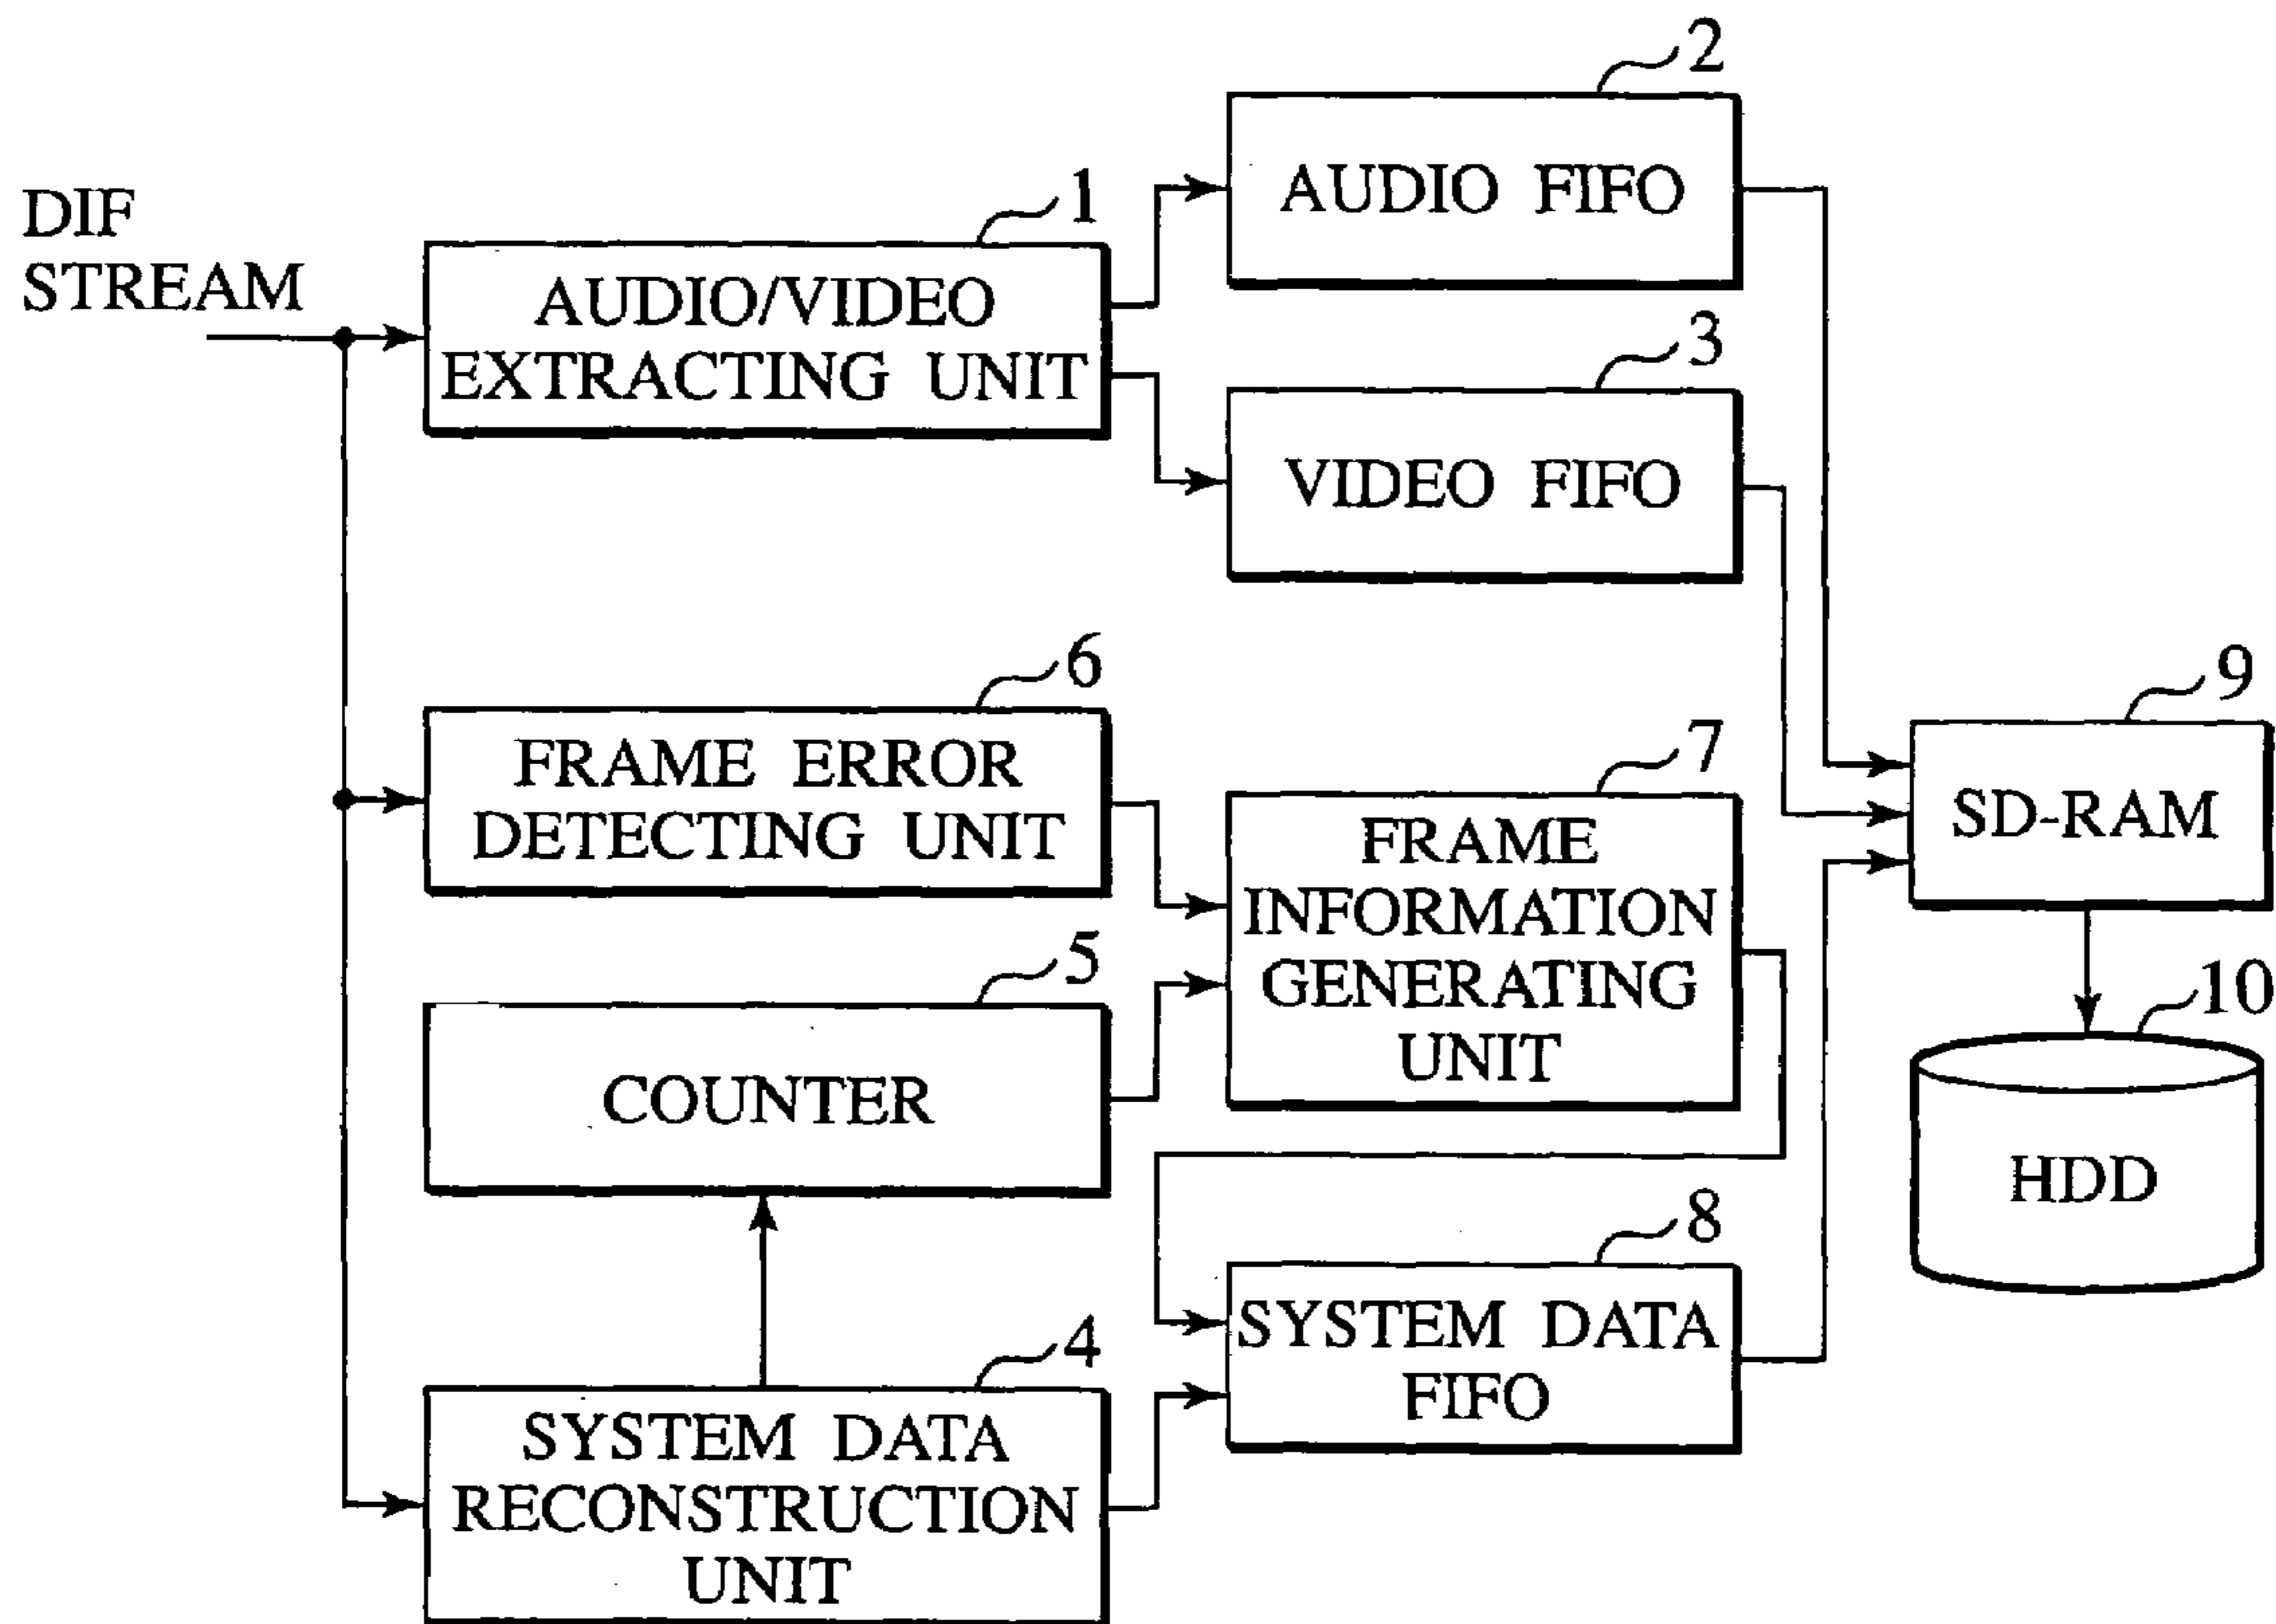 DIF
STREAM
1
AUDIO/VIDEO
EXTRACTING UNIT
2
AUDIO FIFO
3
VIDEO FIFO
6
FRAME ERROR
DETECTING UNIT
5
COUNTER
4
SYSTEM DATA
RECONSTRUCTION
UNIT
7
FRAME
INFORMATION
GENERATING
UNIT
8
SYSTEM DATA
FIFO
9
SD-RAM
10
HDD